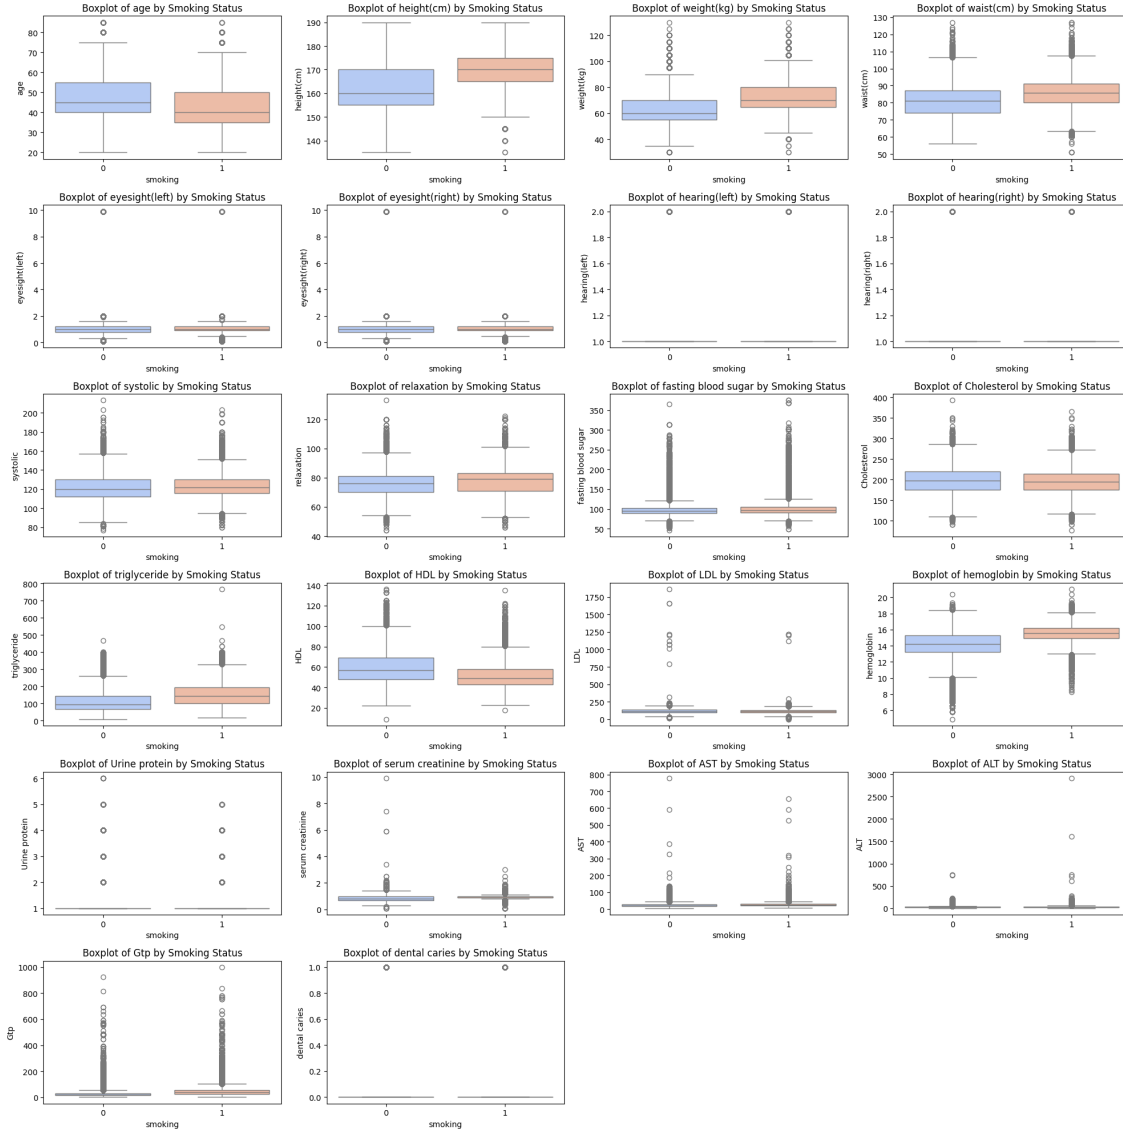 Boxplot of age by Smoking Status
age
80
70
60
50
40
30
20
0 1
smoking
Boxplot of height(cm) by Smoking Status
height(cm)
190
180
170
160
150
140
0 1
smoking
Boxplot of weight(kg) by Smoking Status
weight(kg)
120
100
80
60
40
0 1
smoking
Boxplot of waist(cm) by Smoking Status
waist(cm)
130
120
110
100
90
80
70
60
50
0 1
smoking
Boxplot of eyesight(left) by Smoking Status
eyesight(left)
10
8
6
4
2
0
0 1
smoking
Boxplot of eyesight(right) by Smoking Status
eyesight(right)
10
8
6
4
2
0
0 1
smoking
Boxplot of hearing(left) by Smoking Status
hearing(left)
2.0
1.8
1.6
1.4
1.2
1.0
0 1
smoking
Boxplot of hearing(right) by Smoking Status
hearing(right)
2.0
1.8
1.6
1.4
1.2
1.0
0 1
smoking
Boxplot of systolic by Smoking Status
systolic
200
180
160
140
120
100
80
0 1
smoking
Boxplot of relaxation by Smoking Status
relaxation
120
100
80
60
40
0 1
smoking
Boxplot of fasting blood sugar by Smoking Status
fasting blood sugar
350
300
250
200
150
100
50
0 1
smoking
Boxplot of Cholesterol by Smoking Status
Cholesterol
400
350
300
250
200
150
100
0 1
smoking
Boxplot of triglyceride by Smoking Status
triglyceride
800
700
600
500
400
300
200
100
0
0 1
smoking
Boxplot of HDL by Smoking Status
HDL
140
120
100
80
60
40
20
0 1
smoking
Boxplot of LDL by Smoking Status
LDL
1750
1500
1250
1000
750
500
250
0
0 1
smoking
Boxplot of hemoglobin by Smoking Status
hemoglobin
20
18
16
14
12
10
8
6
0 1
smoking
Boxplot of Urine protein by Smoking Status
Urine protein
6
5
4
3
2
1
0 1
smoking
Boxplot of serum creatinine by Smoking Status
serum creatinine
10
8
6
4
2
0
0 1
smoking
Boxplot of AST by Smoking Status
AST
800
700
600
500
400
300
200
100
0
0 1
smoking
Boxplot of ALT by Smoking Status
ALT
3000
2500
2000
1500
1000
500
0
0 1
smoking
Boxplot of Gtp by Smoking Status
Gtp
1000
800
600
400
200
0
0 1
smoking
Boxplot of dental caries by Smoking Status
dental caries
1.0
0.8
0.6
0.4
0.2
0.0
0 1
smoking